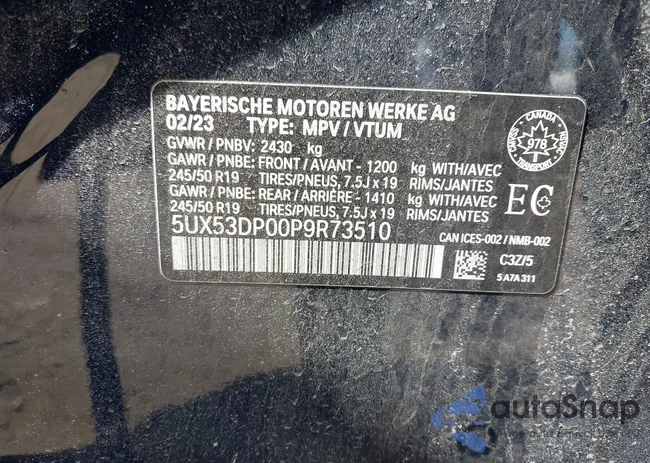 BAYERISCHE MOTOREN WERKE AG
02/23 TYPE: MPV / VTUM
GVWR / PNBV: 2430 kg
GAWR / PNBE: FRONT / AVANT - 1200 kg WITH/AVEC
245/50 R19 TIRES/PNEUS, 7.5J x 19 RIMS/JANTES
GAWR / PNBE: REAR / ARRIÈRE - 1410 kg WITH/AVEC
245/50 R19 TIRES/PNEUS, 7.5J x 19 RIMS/JANTES
5UX53DP00P9R73510
CANADA
978
TRANSPORT
EC
CAN ICES-002 / NMB-002
C3Z/5
5 A7A 311
autoSnap